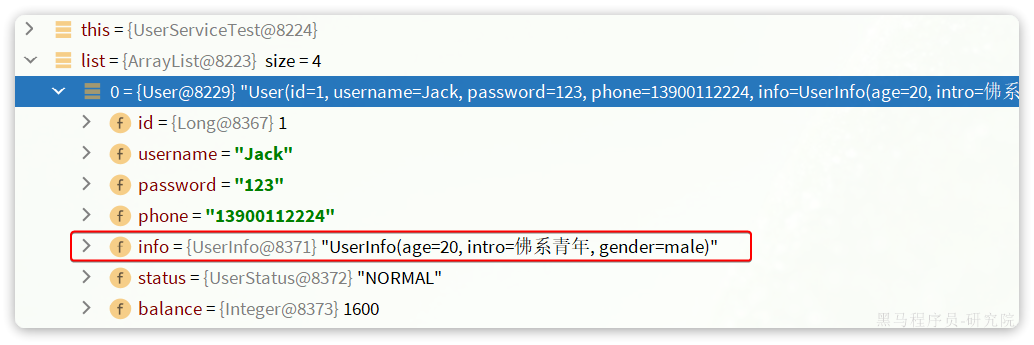 this = {UserServiceTest@8224}
list = {ArrayList@8223} size = 4
0 = {User@8229} "User(id=1, username=Jack, password=123, phone=13900112224, info=UserInfo(age=20, intro=佛系
f id = {Long@8367} 1
f username = "Jack"
f password = "123"
f phone = "13900112224"
f info = {UserInfo@8371} "UserInfo(age=20, intro=佛系青年, gender=male)"
f status = {UserStatus@8372} "NORMAL"
f balance = {Integer@8373} 1600
黑马程序员-研究院